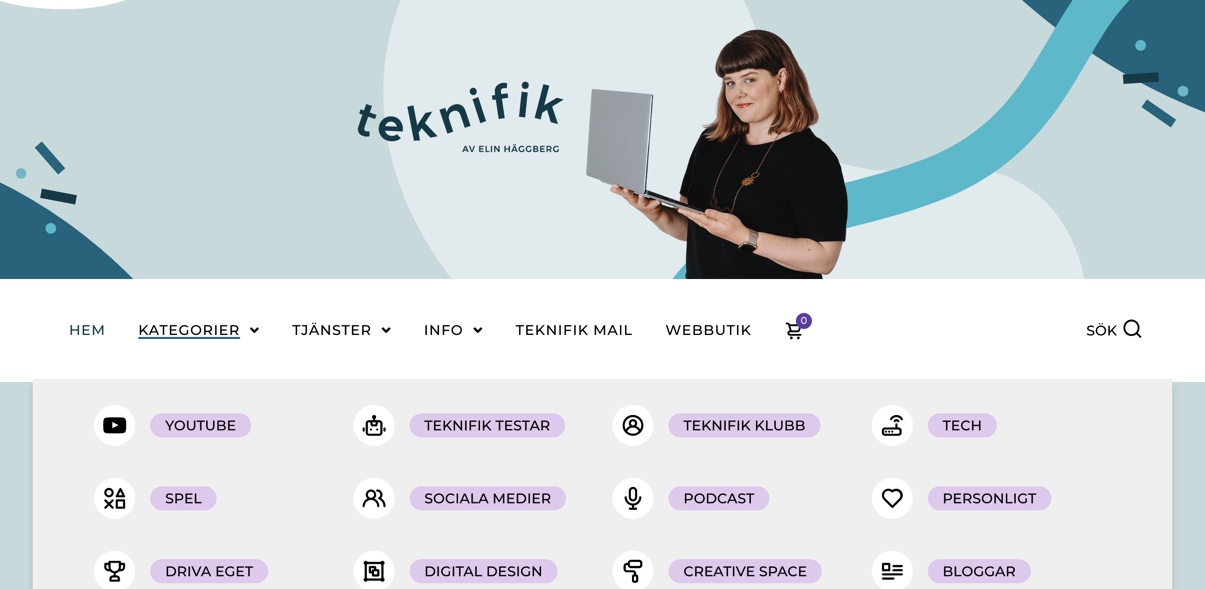 teknifik
AV ELIN HÄGGBERG
HEM KATEGORIER TJÄNSTER INFO TEKNIFIK MAIL WEBBUTIK 0 SÖK
YOUTUBE TEKNIFIK TESTAR TEKNIFIK KLUBB TECH
SPEL SOCIALA MEDIER PODCAST PERSONLIGT
DRIVA EGET DIGITAL DESIGN CREATIVE SPACE BLOGGAR